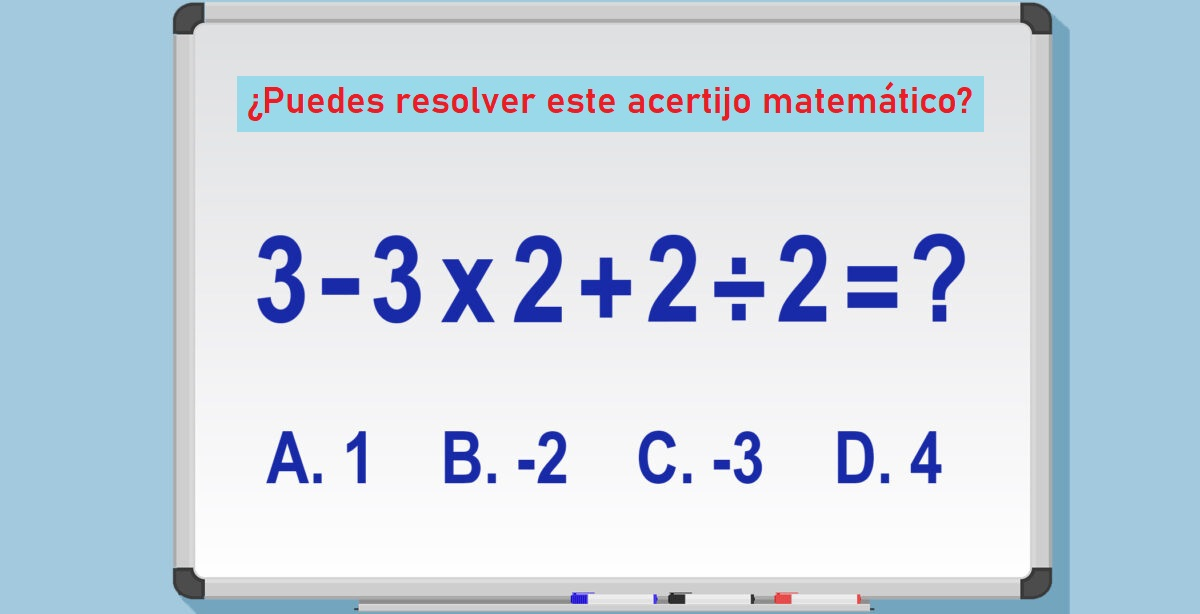 ¿Puedes resolver este acertijo matemático?
3-3x2+2÷2=?
A. 1 B. -2 C. -3 D. 4